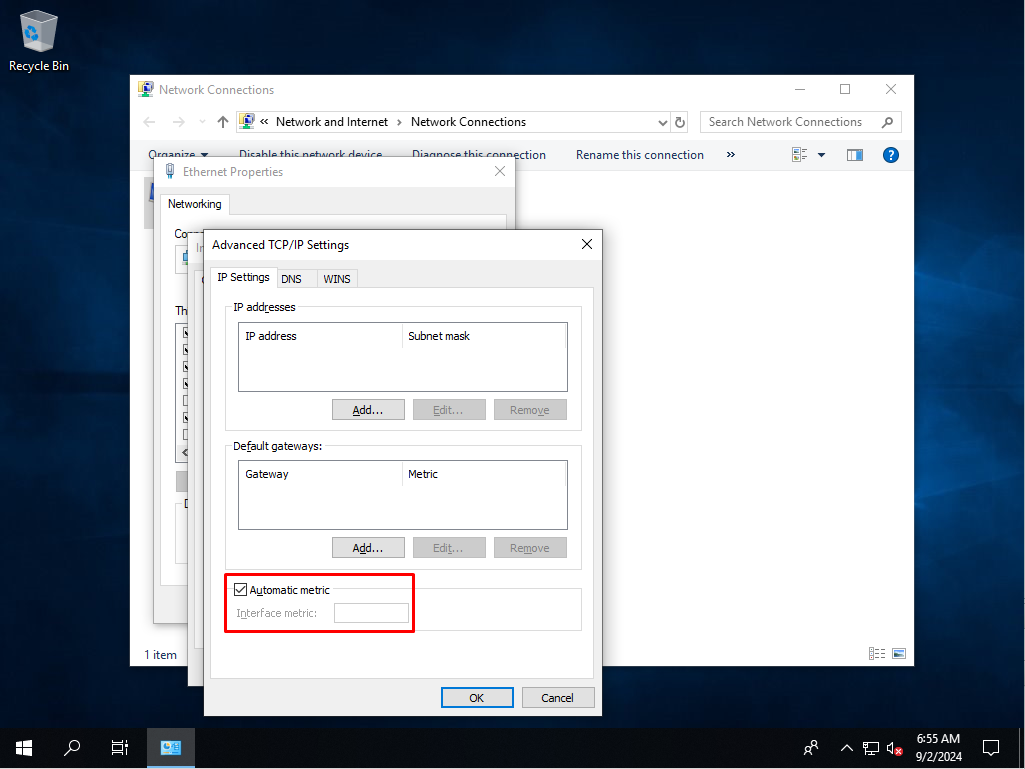 Recycle Bin
Network Connections
« Network and Internet › Network Connections
Search Network Connections
Organize
Disable this network device
Diagnose this connection
Rename this connection
»
Ethernet Properties
Networking
Advanced TCP/IP Settings
IP Settings
DNS
WINS
IP addresses
IP address
Subnet mask
Add...
Edit...
Remove
Default gateways:
Gateway
Metric
Add...
Edit...
Remove
Automatic metric
Interface metric:
OK
Cancel
1 item
6:55 AM
9/2/2024